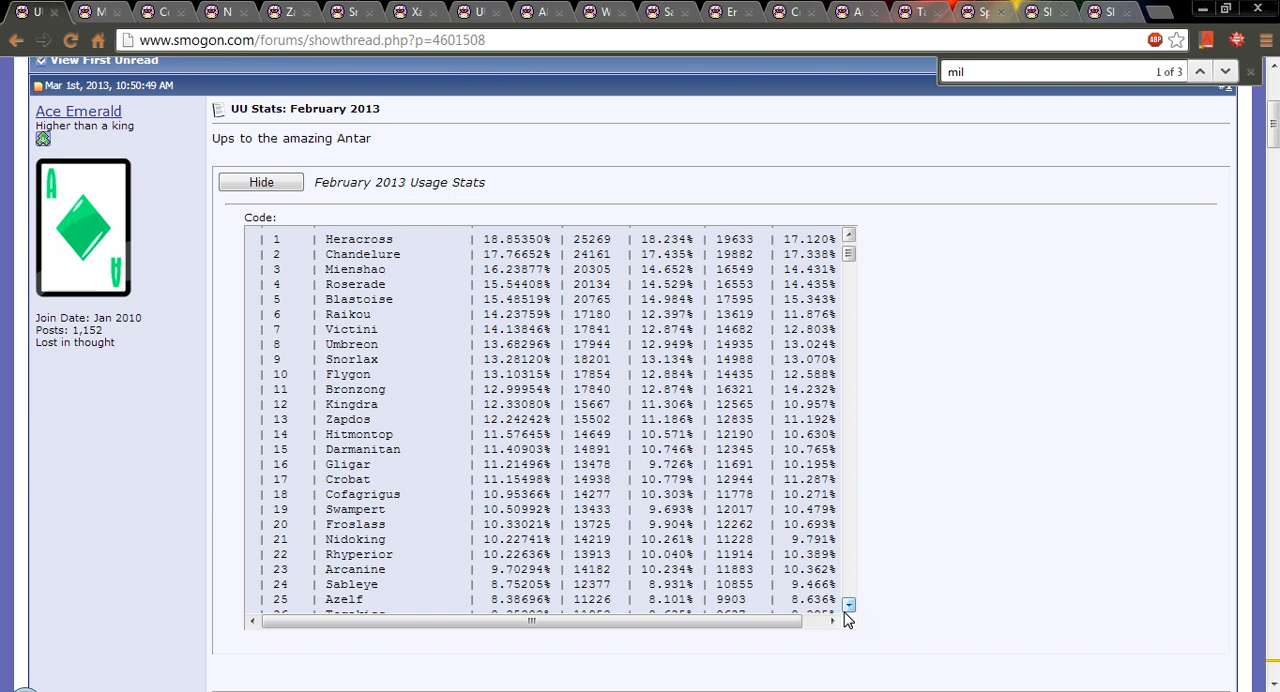 U
M
C
N
Za
Sr
C
Xa
U
Al
W
Sa
Er
C
A
T
Sp
Sl
Sl
www.smogon.com/forums/showthread.php?p=4601508
ABP
View First Unread
mil 1 of 3
Mar 1st, 2013, 10:50:49 AM
Ace Emerald
Higher than a king
A
A
Join Date: Jan 2010
Posts: 1,152
Lost in thought
UU Stats: February 2013
Ups to the amazing Antar
Hide February 2013 Usage Stats
Code:
| 1 | Heracross | 18.85350% | 25269 | 18.234% | 19633 | 17.120%
| 2 | Chandelure | 17.76652% | 24161 | 17.435% | 19882 | 17.338%
| 3 | Mienshao | 16.23877% | 20305 | 14.652% | 16549 | 14.431%
| 4 | Roserade | 15.54408% | 20134 | 14.529% | 16553 | 14.435%
| 5 | Blastoise | 15.48519% | 20765 | 14.984% | 17595 | 15.343%
| 6 | Raikou | 14.23759% | 17180 | 12.397% | 13619 | 11.876%
| 7 | Victini | 14.13846% | 17841 | 12.874% | 14682 | 12.803%
| 8 | Umbreon | 13.68296% | 17944 | 12.949% | 14935 | 13.024%
| 9 | Snorlax | 13.28120% | 18201 | 13.134% | 14988 | 13.070%
| 10 | Flygon | 13.10315% | 17854 | 12.884% | 14435 | 12.588%
| 11 | Bronzong | 12.99954% | 17840 | 12.874% | 16321 | 14.232%
| 12 | Kingdra | 12.33080% | 15667 | 11.306% | 12565 | 10.957%
| 13 | Zapdos | 12.24242% | 15502 | 11.186% | 12835 | 11.192%
| 14 | Hitmontop | 11.57645% | 14649 | 10.571% | 12190 | 10.630%
| 15 | Darmanitan | 11.40903% | 14891 | 10.746% | 12345 | 10.765%
| 16 | Gligar | 11.21496% | 13478 | 9.726% | 11691 | 10.195%
| 17 | Crobat | 11.15498% | 14938 | 10.779% | 12944 | 11.287%
| 18 | Cofagrigus | 10.95366% | 14277 | 10.303% | 11778 | 10.271%
| 19 | Swampert | 10.50992% | 13433 | 9.693% | 12017 | 10.479%
| 20 | Froslass | 10.33021% | 13725 | 9.904% | 12262 | 10.693%
| 21 | Nidoking | 10.22741% | 14219 | 10.261% | 11228 | 9.791%
| 22 | Rhyperior | 10.22636% | 13913 | 10.040% | 11914 | 10.389%
| 23 | Arcanine | 9.70294% | 14182 | 10.234% | 11883 | 10.362%
| 24 | Sableye | 8.75205% | 12377 | 8.931% | 10855 | 9.466%
| 25 | Azelf | 8.38696% | 11226 | 8.101% | 9903 | 8.636%